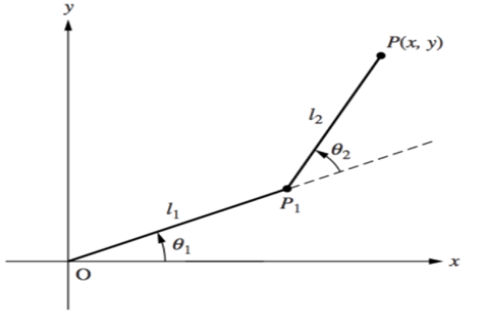 y
P(x, y)
l₂
θ₂
P₁
l₁
θ₁
x
O